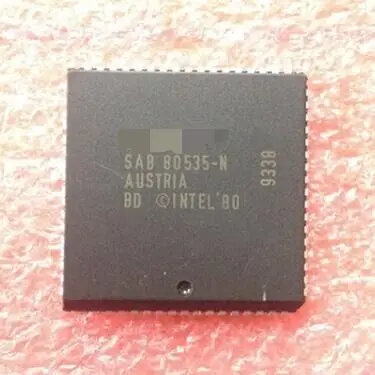 SAB 80535-N
AUSTRIA
BD ©INTEL'80
9338